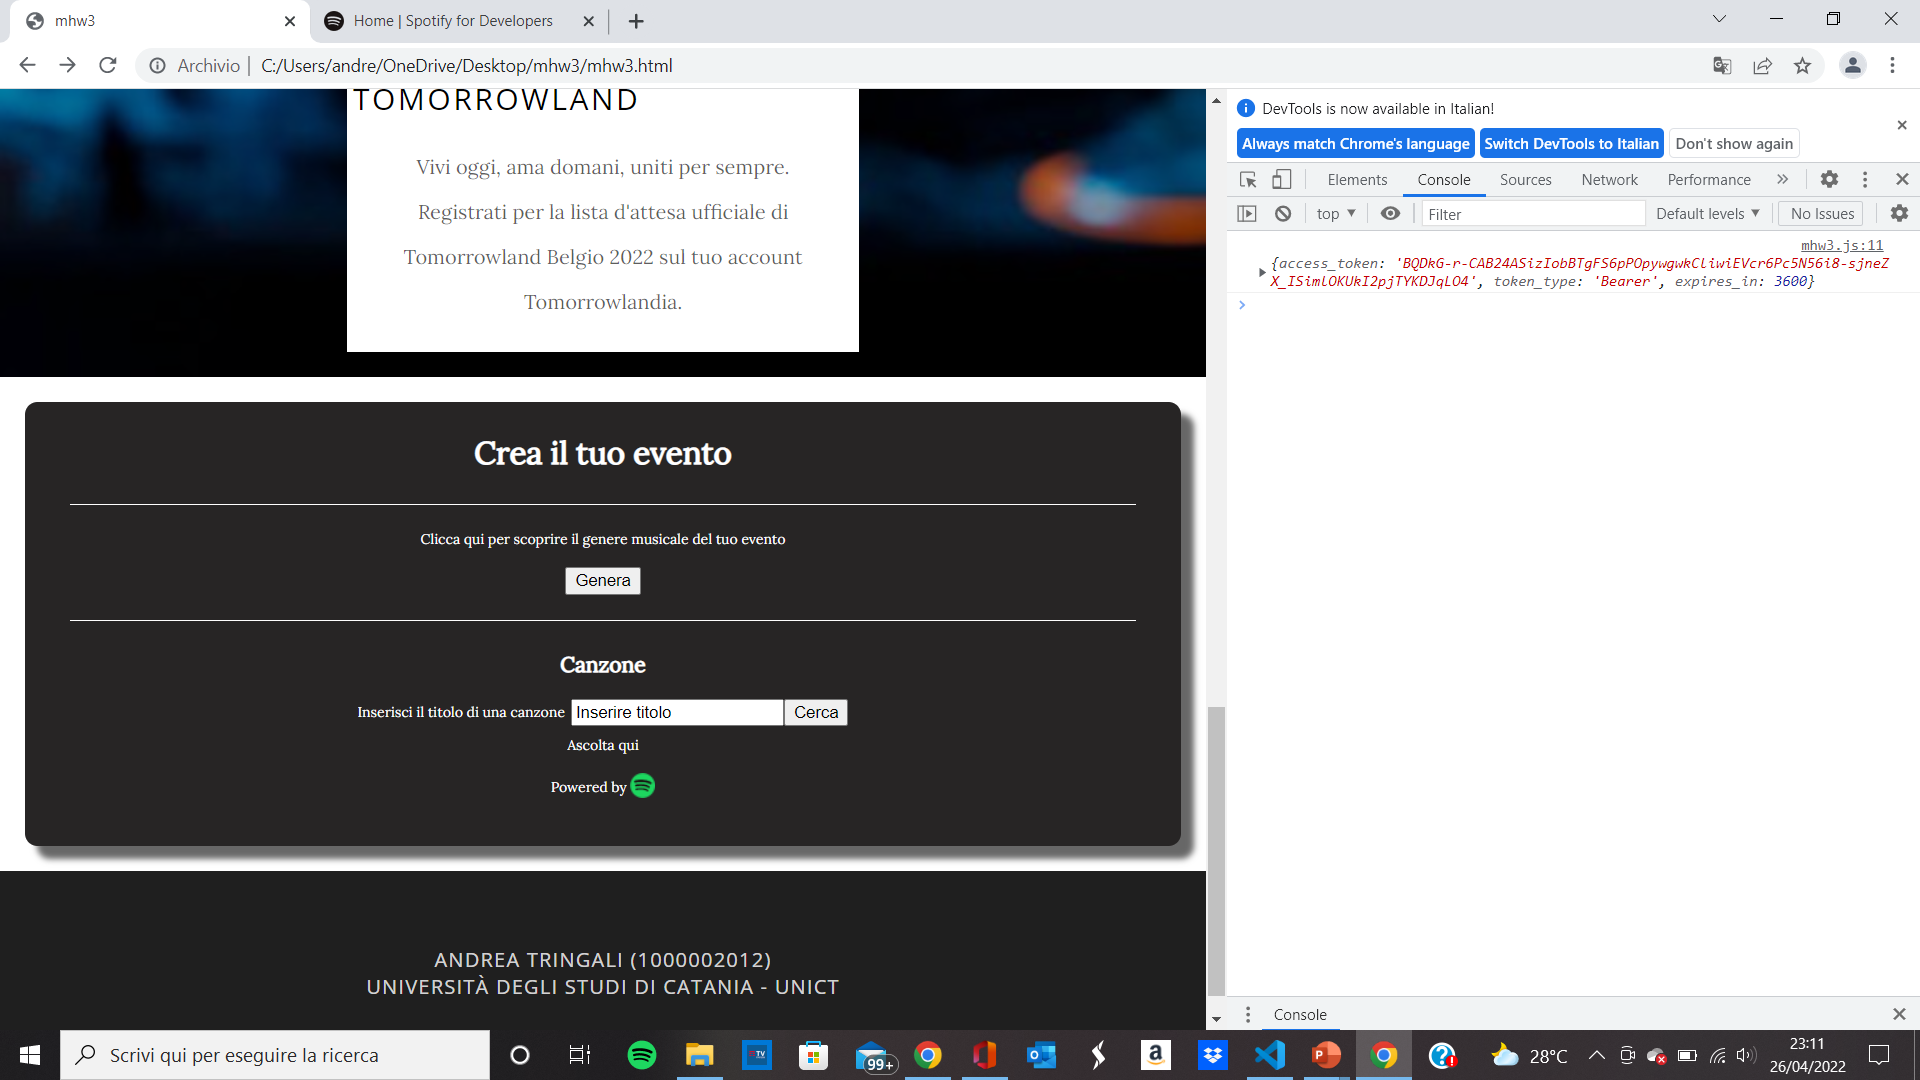 mhw3
Home | Spotify for Developers
Archivio | C:/Users/andre/OneDrive/Desktop/mhw3/mhw3.html
TOMORROWLAND
Vivi oggi, ama domani, uniti per sempre.
Registrati per la lista d'attesa ufficiale di
Tomorrowland Belgio 2022 sul tuo account
Tomorrowlandia.
Crea il tuo evento
Clicca qui per scoprire il genere musicale del tuo evento
Genera
Canzone
Inserisci il titolo di una canzone Inserire titolo Cerca
Ascolta qui
Powered by
ANDREA TRINGALI (1000002012)
UNIVERSITÀ DEGLI STUDI DI CATANIA - UNICT
DevTools is now available in Italian!
Always match Chrome's language Switch DevTools to Italian Don't show again
Elements Console Sources Network Performance
top Filter Default levels No Issues
mhw3.js:11
{access_token: 'BQDkG-r-CAB24ASizIobBTgFS6pPOpywgwkCliwiEVcr6Pc5N56i8-sjneZ
X_ISimlOKUkI2pjTYKDJqLO4', token_type: 'Bearer', expires_in: 3600}
Console
Scrivi qui per eseguire la ricerca
TV
99+
28°C
23:11
26/04/2022